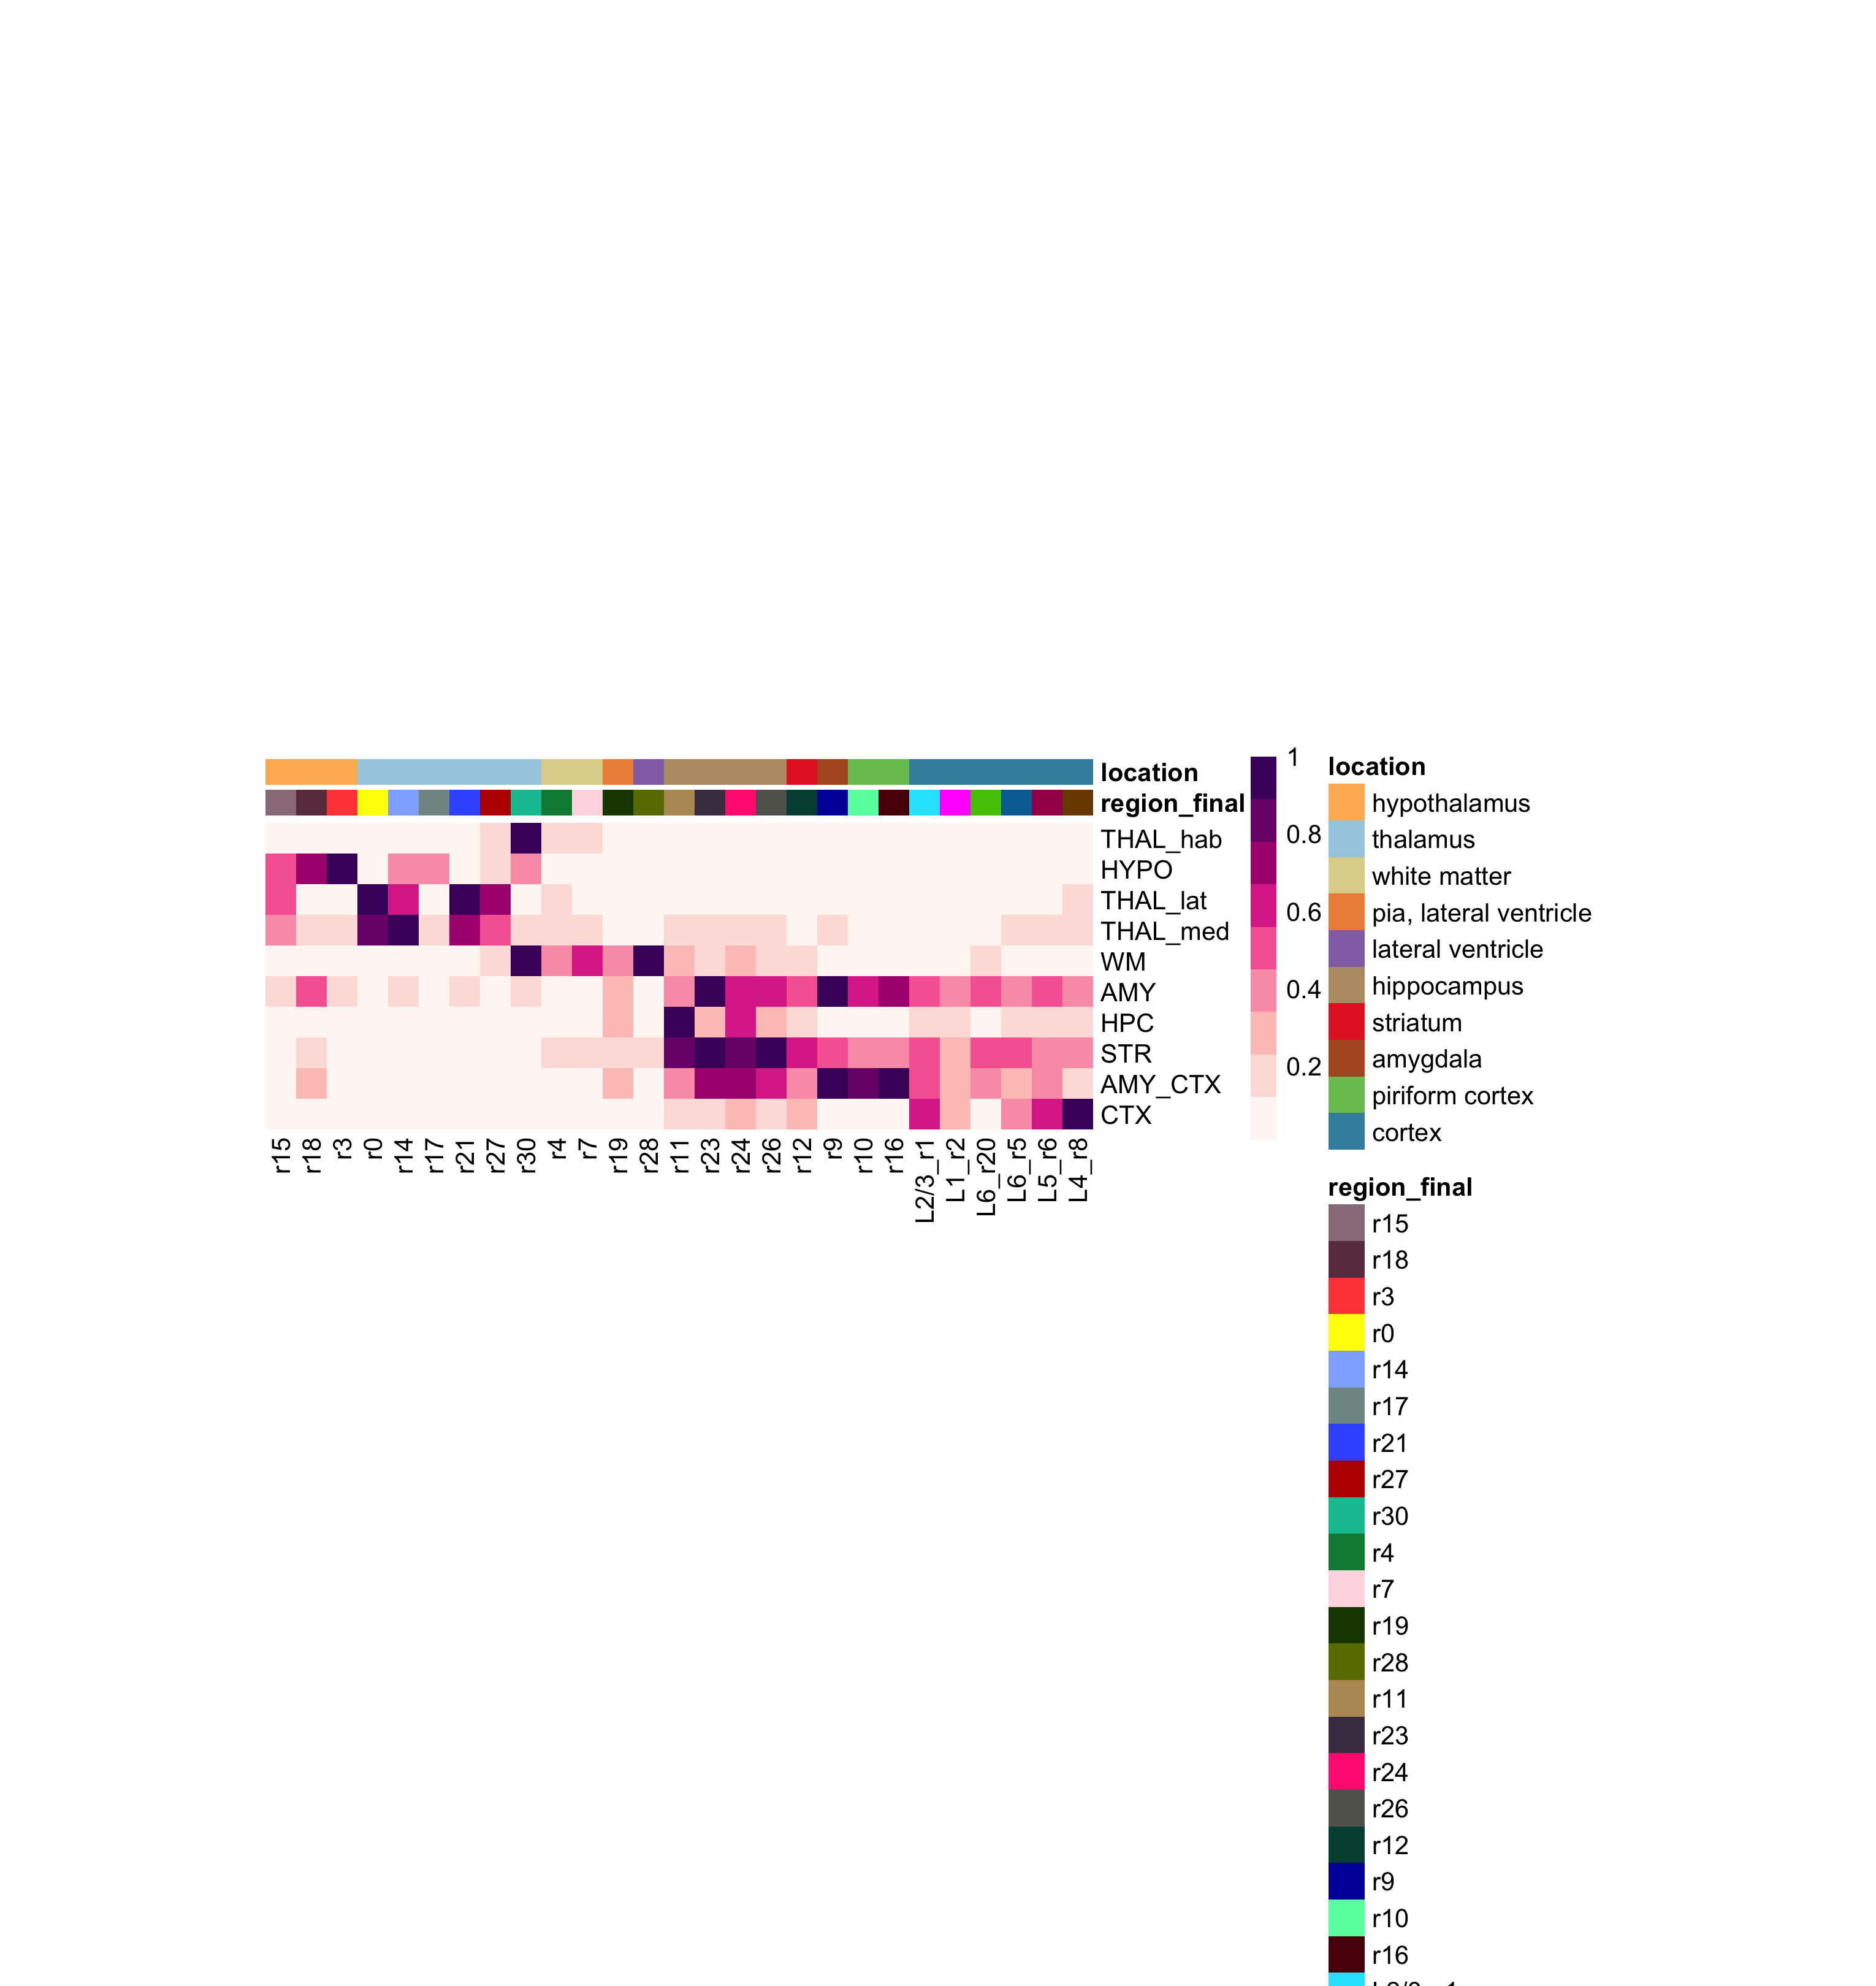 location
region_final
THAL_hab
HYPO
THAL_lat
THAL_med
WM
AMY
HPC
STR
AMY_CTX
CTX
r15
r18
r3
r0
r14
r17
r21
r27
r30
r4
r7
r19
r28
r11
r23
r24
r26
r12
r9
r10
r16
L2/3_r1
L1_r2
L6_r20
L6_r5
L5_r6
L4_r8
1
0.8
0.6
0.4
0.2
location
hypothalamus
thalamus
white matter
pia, lateral ventricle
lateral ventricle
hippocampus
striatum
amygdala
piriform cortex
cortex
region_final
r15
r18
r3
r0
r14
r17
r21
r27
r30
r4
r7
r19
r28
r11
r23
r24
r26
r12
r9
r10
r16